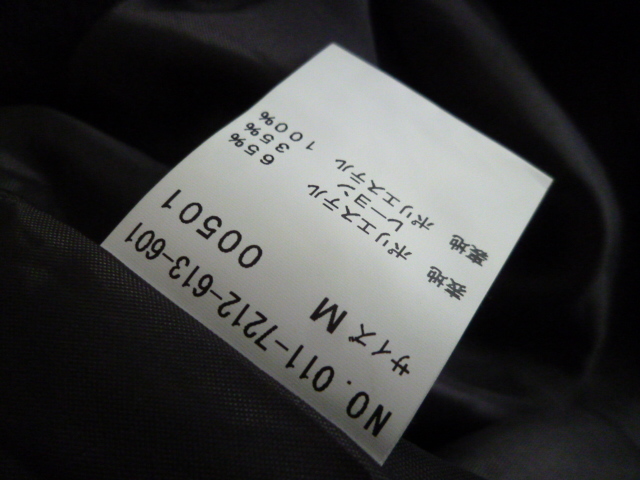 NO.011-7212-613-601
サイズ M 00501
表地 ポリエステル 65%
レーヨン 35%
裏地 ポリエステル 100%